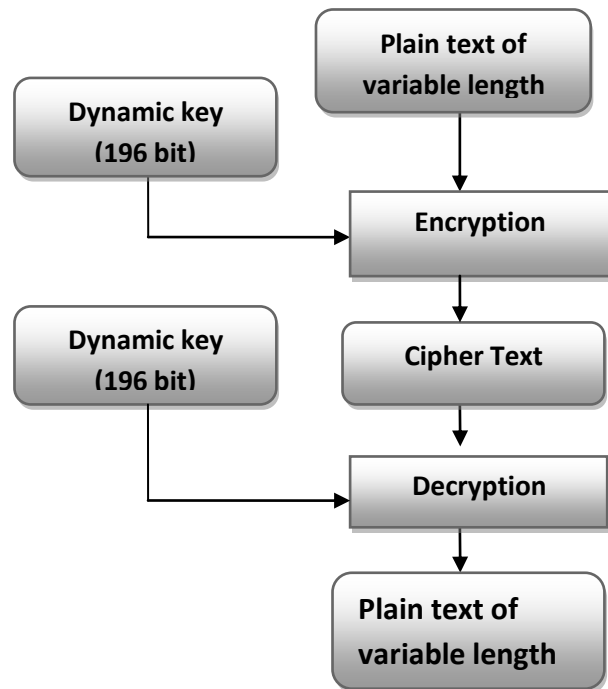 Plain text of
variable length
Dynamic key
(196 bit)
Encryption
Dynamic key
(196 bit)
Cipher Text
Decryption
Plain text of
variable length